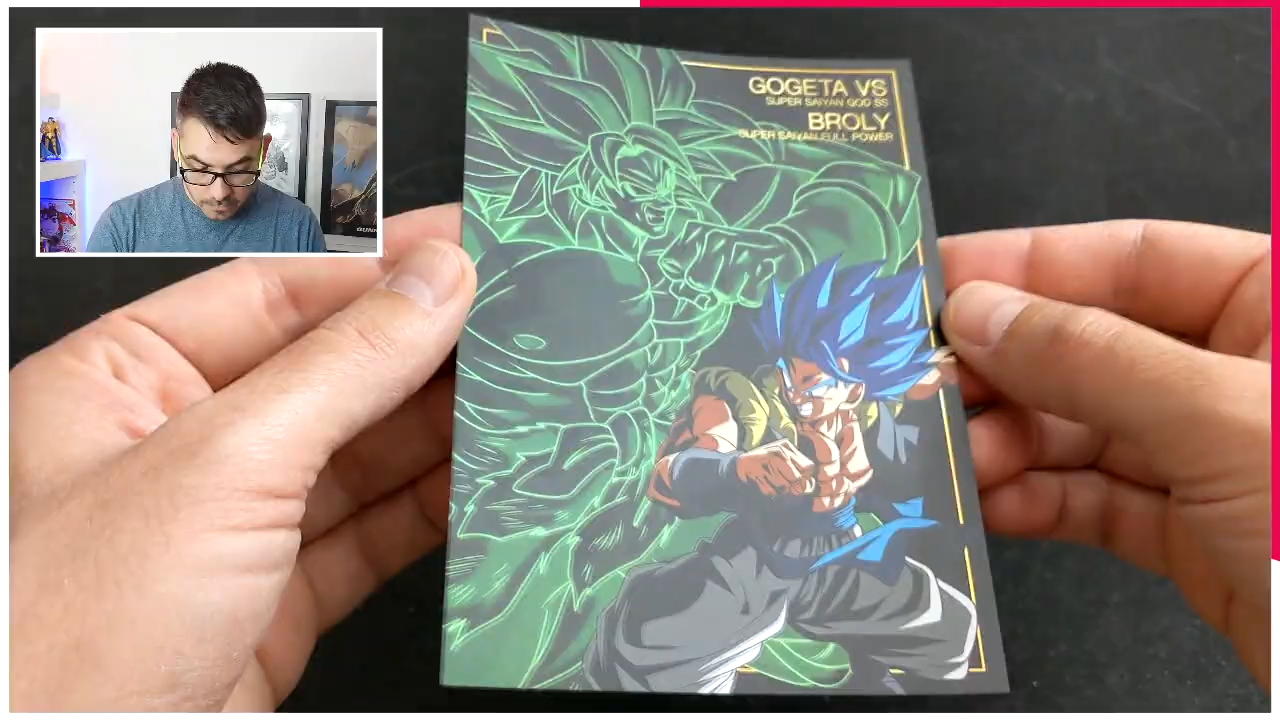 GOGETA VS
SUPER SAIYAN GOD SS
BROLY
SUPER SAIYAN FULL POWER